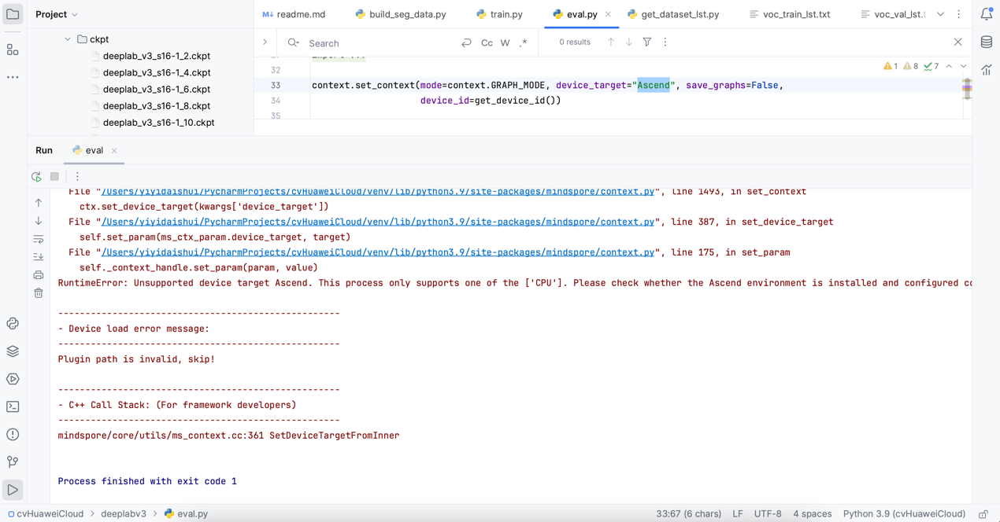 Project
readme.md
build_seg_data.py
train.py
eval.py
get_dataset_lst.py
voc_train_lst.txt
voc_val_lst.t
ckpt
deeplab_v3_s16-1_2.ckpt
deeplab_v3_s16-1_4.ckpt
deeplab_v3_s16-1_6.ckpt
deeplab_v3_s16-1_8.ckpt
deeplab_v3_s16-1_10.ckpt
Search
Cc W .*
0 results
import ...
1 8 7
32
33 context.set_context(mode=context.GRAPH_MODE, device_target="Ascend", save_graphs=False,
34 device_id=get_device_id())
35
Run
eval
File "/Users/yiyidaishui/PycharmProjects/cvHuaweiCloud/venv/lib/python3.9/site-packages/mindspore/context.py", line 1493, in set_context
ctx.set_device_target(kwargs['device_target'])
File "/Users/yiyidaishui/PycharmProjects/cvHuaweiCloud/venv/lib/python3.9/site-packages/mindspore/context.py", line 387, in set_device_target
self.set_param(ms_ctx_param.device_target, target)
File "/Users/yiyidaishui/PycharmProjects/cvHuaweiCloud/venv/lib/python3.9/site-packages/mindspore/context.py", line 175, in set_param
self._context_handle.set_param(param, value)
RuntimeError: Unsupported device target Ascend. This process only supports one of the ['CPU']. Please check whether the Ascend environment is installed and configured co
----------------------------------------------------
- Device load error message:
----------------------------------------------------
Plugin path is invalid, skip!
----------------------------------------------------
- C++ Call Stack: (For framework developers)
----------------------------------------------------
mindspore/core/utils/ms_context.cc:361 SetDeviceTargetFromInner
Process finished with exit code 1
cvHuaweiCloud > deeplabv3 > eval.py
33:67 (6 chars) LF UTF-8 4 spaces Python 3.9 (cvHuaweiCloud)